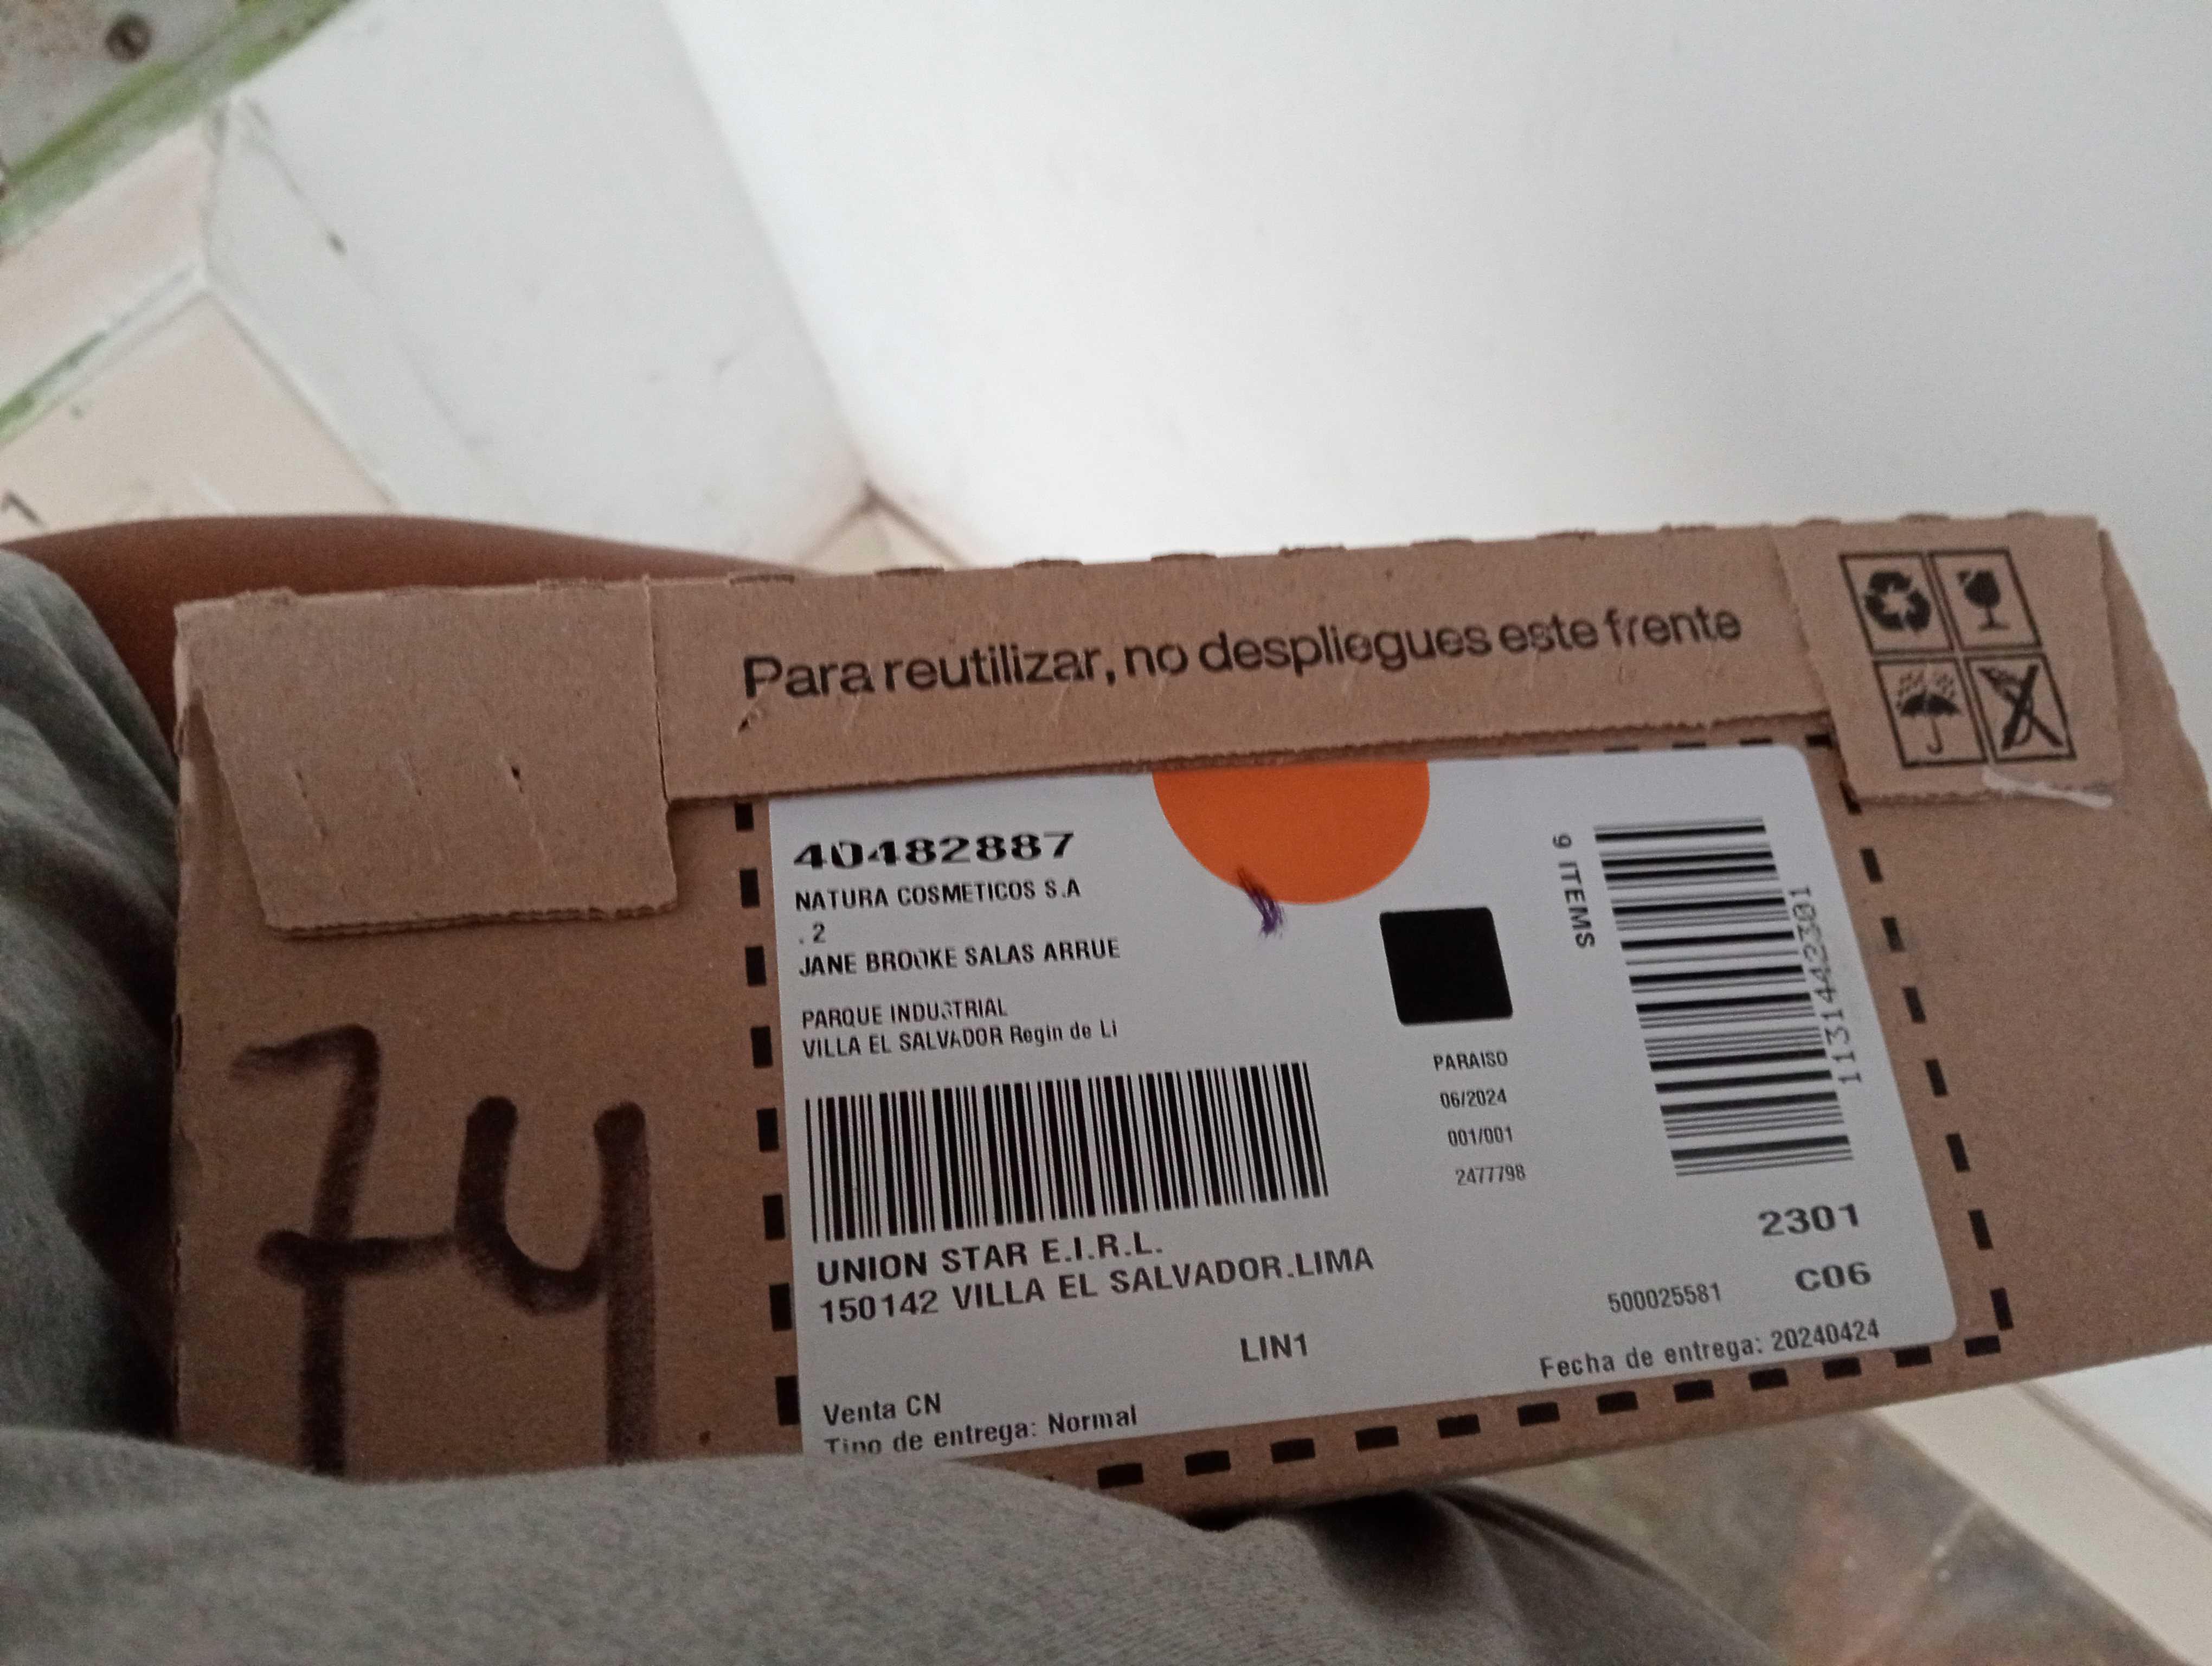 Para reutilizar, no despliegues este frente
40482887
NATURA COSMETICOS S.A
. 2
JANE BROOKE SALAS ARRUE
PARQUE INDUSTRIAL
VILLA EL SALVADOR Regin de Li
UNION STAR E.I.R.L.
150142 VILLA EL SALVADOR.LIMA
LIN1
Venta CN
Tipo de entrega: Normal
PARAISO
06/2024
001/001
2477798
9 ITEMS
113144232301
2301
500025581 C06
Fecha de entrega: 20240424
74